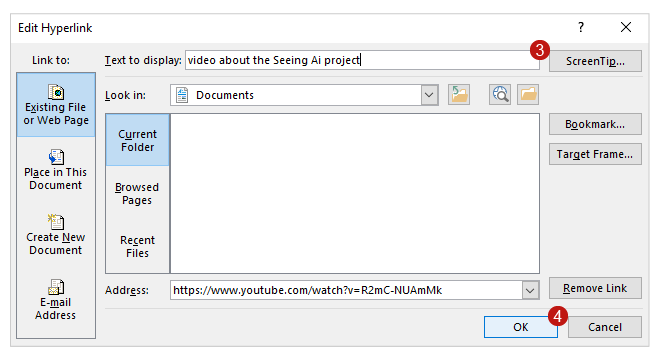 Edit Hyperlink
? ×
Link to:
Text to display: video about the Seeing Ai project
3
ScreenTip...
Existing File
or Web Page
Look in: Documents
Bookmark...
Target Frame...
Current
Folder
Browsed
Pages
Recent
Files
Place in This
Document
Create New
Document
E-mail
Address
Address: https://www.youtube.com/watch?v=R2mC-NUAmMk
Remove Link
4
OK
Cancel